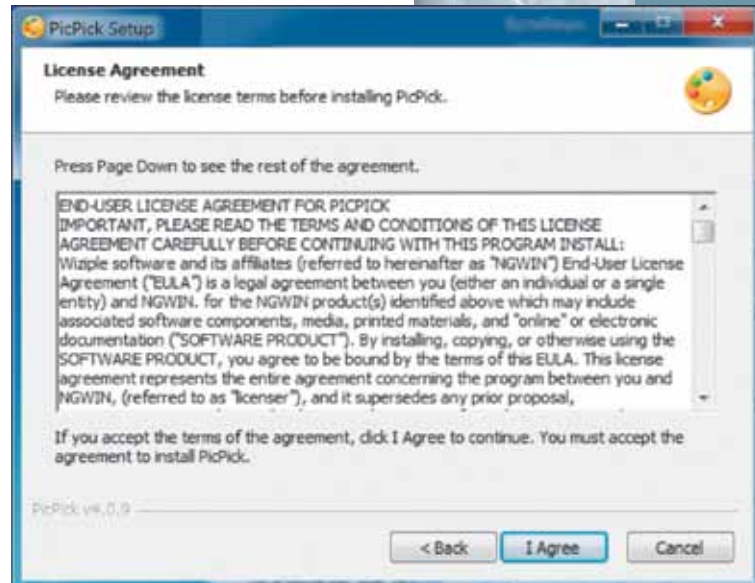 PicPick Setup
License Agreement
Please review the license terms before installing PicPick.
Press Page Down to see the rest of the agreement.
END-USER LICENSE AGREEMENT FOR PICPICK
IMPORTANT, PLEASE READ THE TERMS AND CONDITIONS OF THIS LICENSE
AGREEMENT CAREFULLY BEFORE CONTINUING WITH THIS PROGRAM INSTALL:
Wiziple software and its affiliates (referred to hereinafter as "NGWIN") End-User License
Agreement ("EULA") is a legal agreement between you (either an individual or a single
entity) and NGWIN. for the NGWIN product(s) identified above which may include
associated software components, media, printed materials, and "online" or electronic
documentation ("SOFTWARE PRODUCT"). By installing, copying, or otherwise using the
SOFTWARE PRODUCT, you agree to be bound by the terms of this EULA. This license
agreement represents the entire agreement concerning the program between you and
NGWIN, (referred to as "licenser"), and it supersedes any prior proposal,
If you accept the terms of the agreement, click I Agree to continue. You must accept the
agreement to install PicPick.
PicPick v4.0.9
< Back
I Agree
Cancel